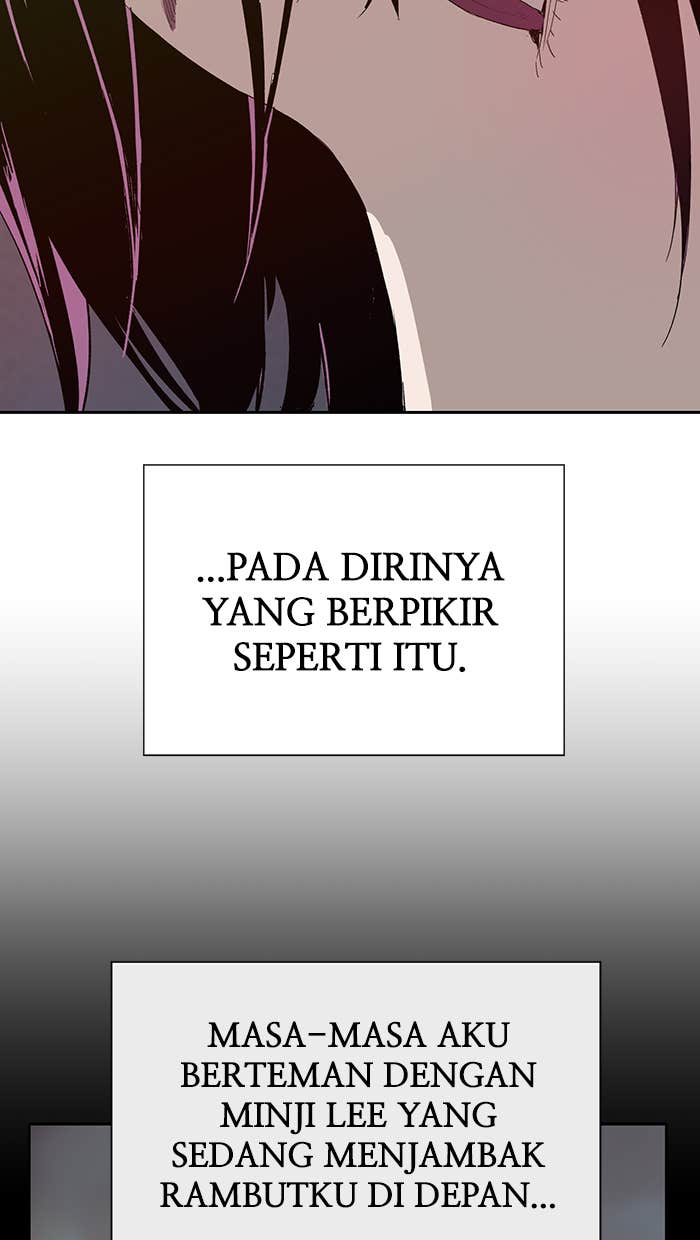 ...PADA DIRINYA
YANG BERPIKIR
SEPERTI ITU.
MASA-MASA AKU
BERTEMAN DENGAN
MINJI LEE YANG
SEDANG MENJAMBAK
RAMBUTKU DI DEPAN...